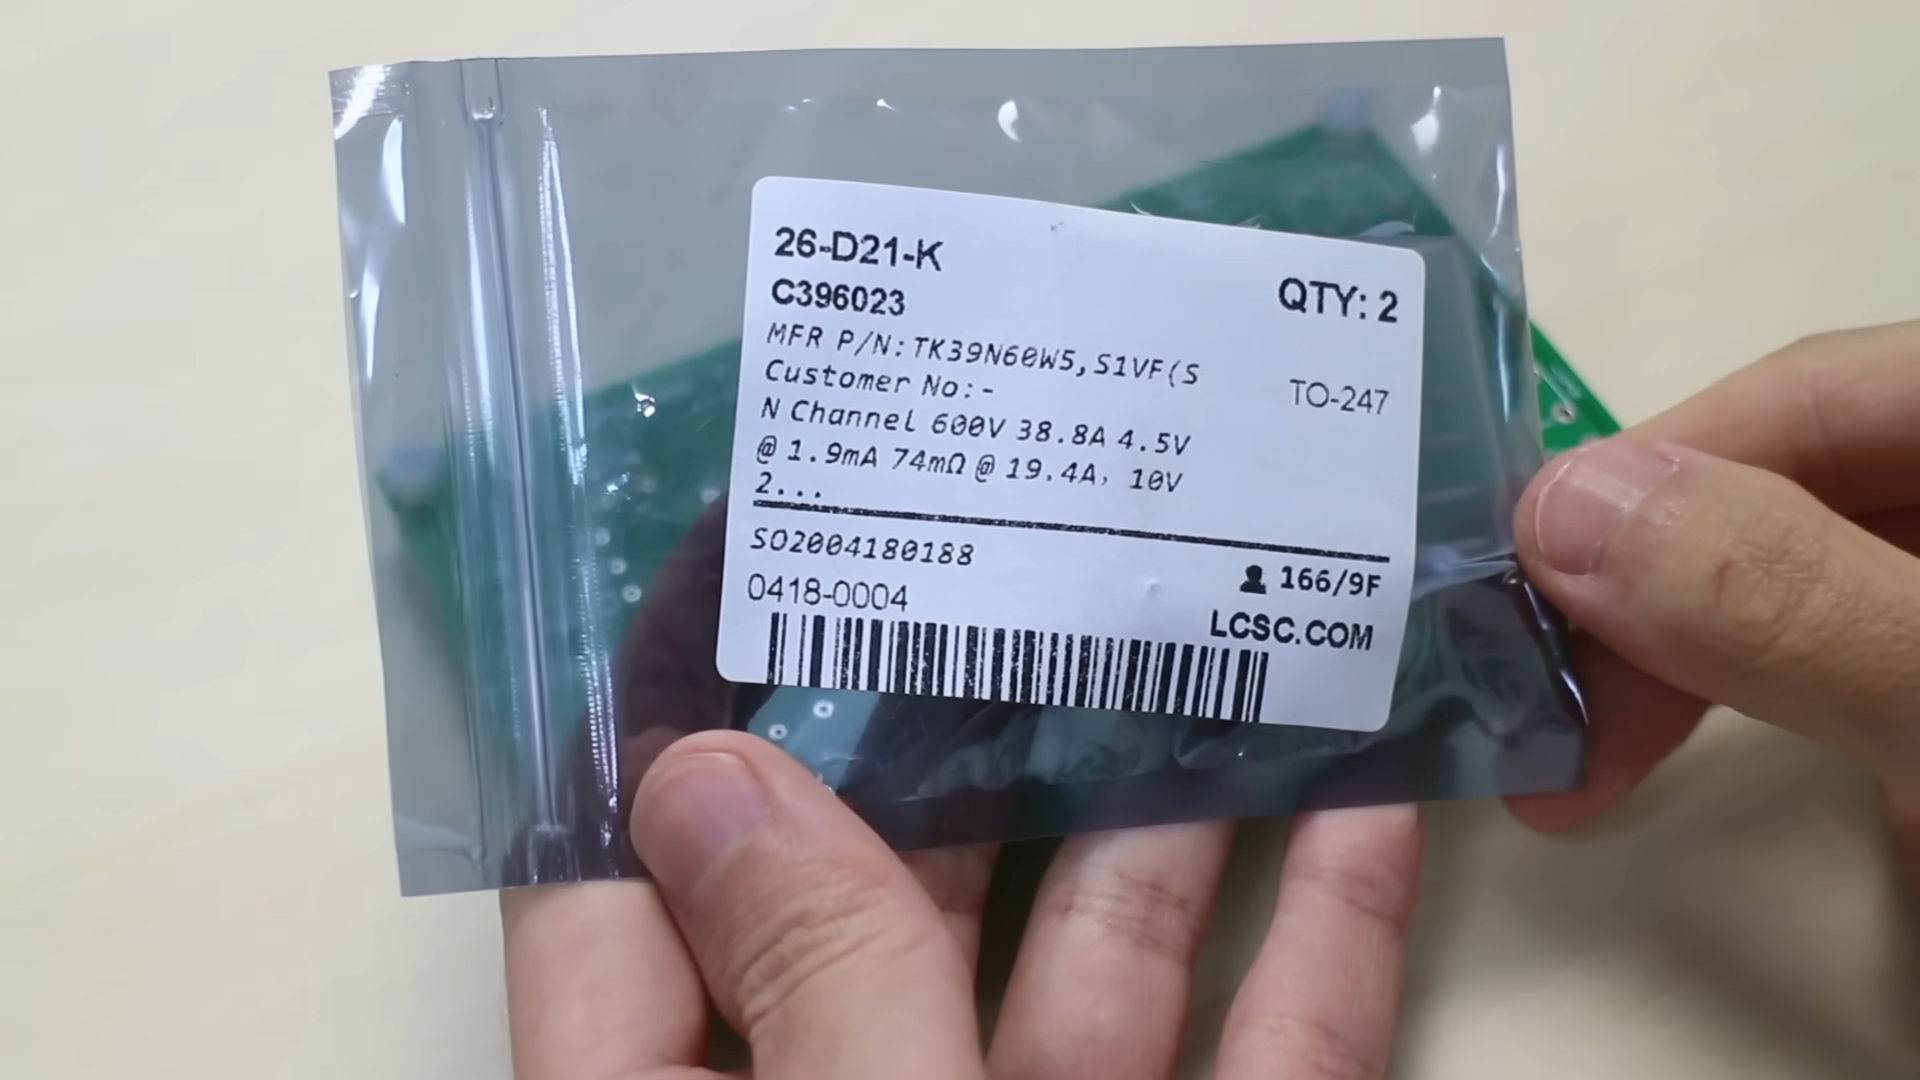 26-D21-K
C396023
QTY: 2
MFR P/N:TK39N60W5,S1VF(S
Customer No:-
TO-247
N Channel 600V 38.8A 4.5V
@ 1.9mA 74mΩ @ 19.4A, 10V
2...
SO2004180188
166/9F
0418-0004
LCSC.COM